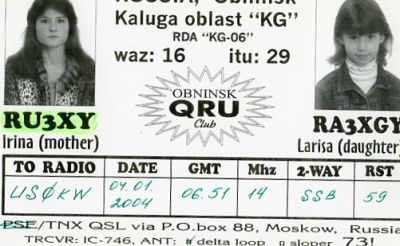 RUSSIA, Obninsk
Kaluga oblast "KG"
RDA "KG-06"
waz: 16 itu: 29
OBNINSK
QRU
Club
RU3XY
Irina (mother)
RA3XGY
Larisa (daughter)
TO RADIO DATE GMT Mhz 2-WAY RST
US0KW 04.01.2004 06.51 14 SSB 59
PSE/TNX QSL via P.O.box 88, Moskow, Russia
TRCVR: IC-746, ANT: delta loop sloper 73!